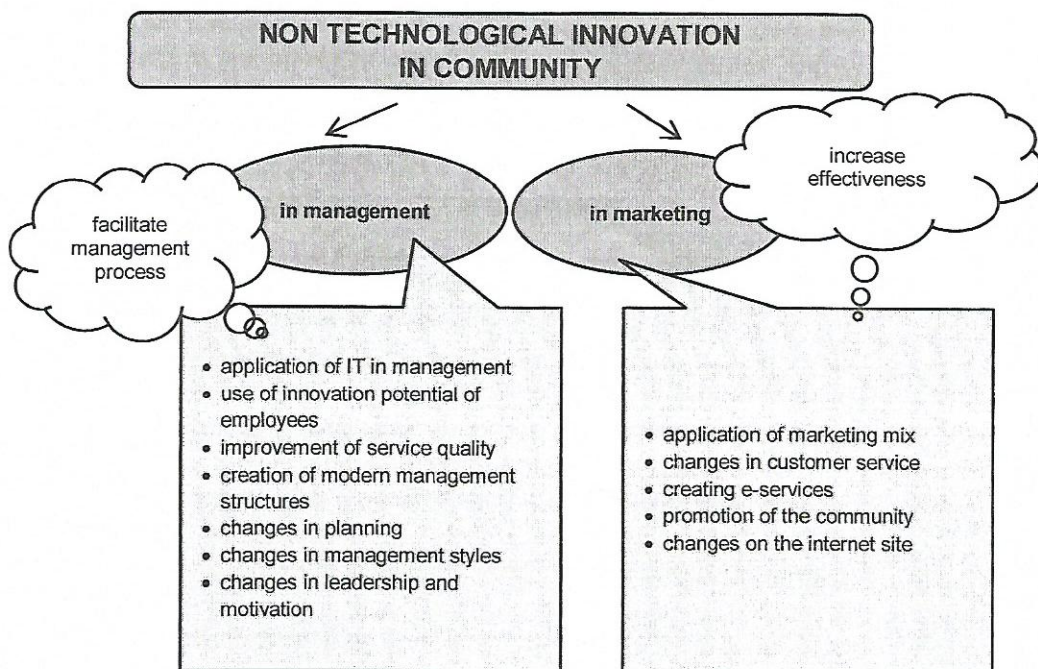 NON TECHNOLOGICAL INNOVATION
IN COMMUNITY
facilitate
management
process
in management
in marketing
increase
effectiveness
• application of IT in management
• use of innovation potential of
employees
• improvement of service quality
• creation of modern management
structures
• changes in planning
• changes in management styles
• changes in leadership and
motivation
• application of marketing mix
• changes in customer service
• creating e-services
• promotion of the community
• changes on the internet site